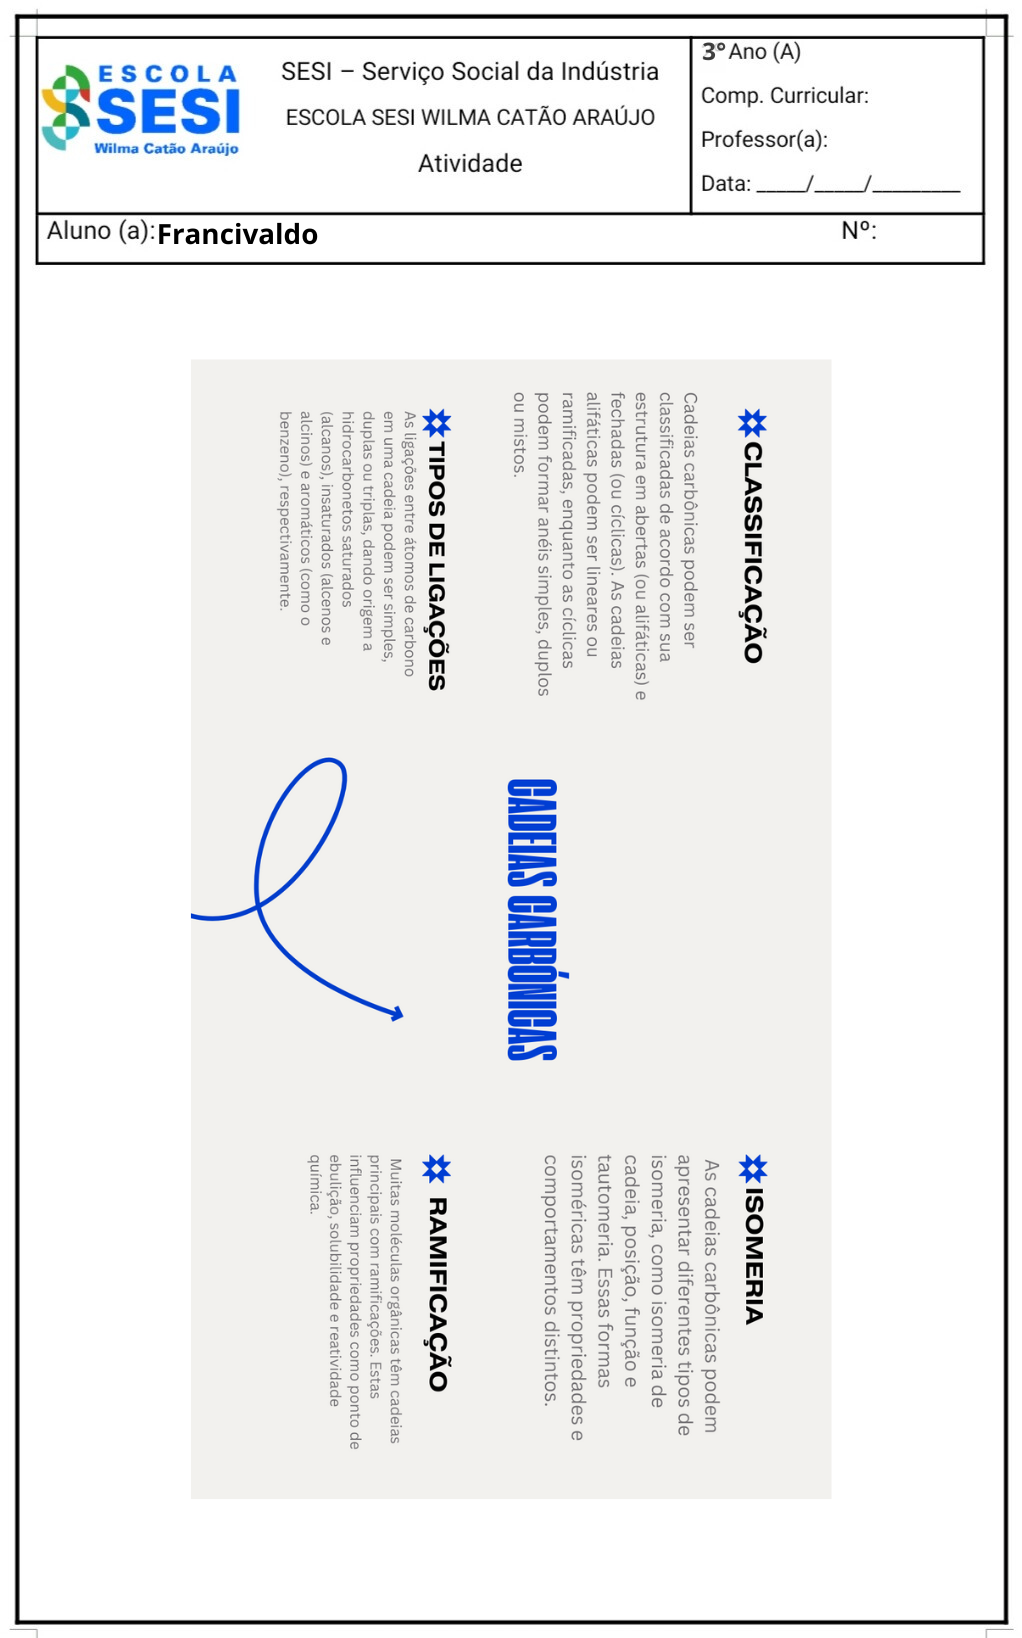 ESCOLA
SESI
Wilma Catão Araújo
SESI – Serviço Social da Indústria
ESCOLA SESI WILMA CATÃO ARAÚJO
Atividade
3º Ano (A)
Comp. Curricular:
Professor(a):
Data: _____/_____/_________
Aluno (a): Francivaldo
Nº:
CLASSIFICAÇÃO
Cadeias carbônicas podem ser
classificadas de acordo com sua
estrutura em abertas (ou alifáticas) e
fechadas (ou cíclicas). As cadeias
alifáticas podem ser lineares ou
ramificadas, enquanto as cíclicas
podem formar anéis simples, duplos
ou mistos.
ISOMERIA
As cadeias carbônicas podem
apresentar diferentes tipos de
isomeria, como isomeria de
cadeia, posição, função e
tautomeria. Essas formas
isoméricas têm propriedades e
comportamentos distintos.
CADEIAS CARBÓNICAS
TIPOS DE LIGAÇÕES
As ligações entre átomos de carbono
em uma cadeia podem ser simples,
duplas ou triplas, dando origem a
hidrocarbonetos saturados
(alcanos), insaturados (alcenos e
alcinos) e aromáticos (como o
benzeno), respectivamente.
RAMIFICAÇÃO
Muitas moléculas orgânicas têm cadeias
principais com ramificações. Estas
influenciam propriedades como ponto de
ebulição, solubilidade e reatividade
química.